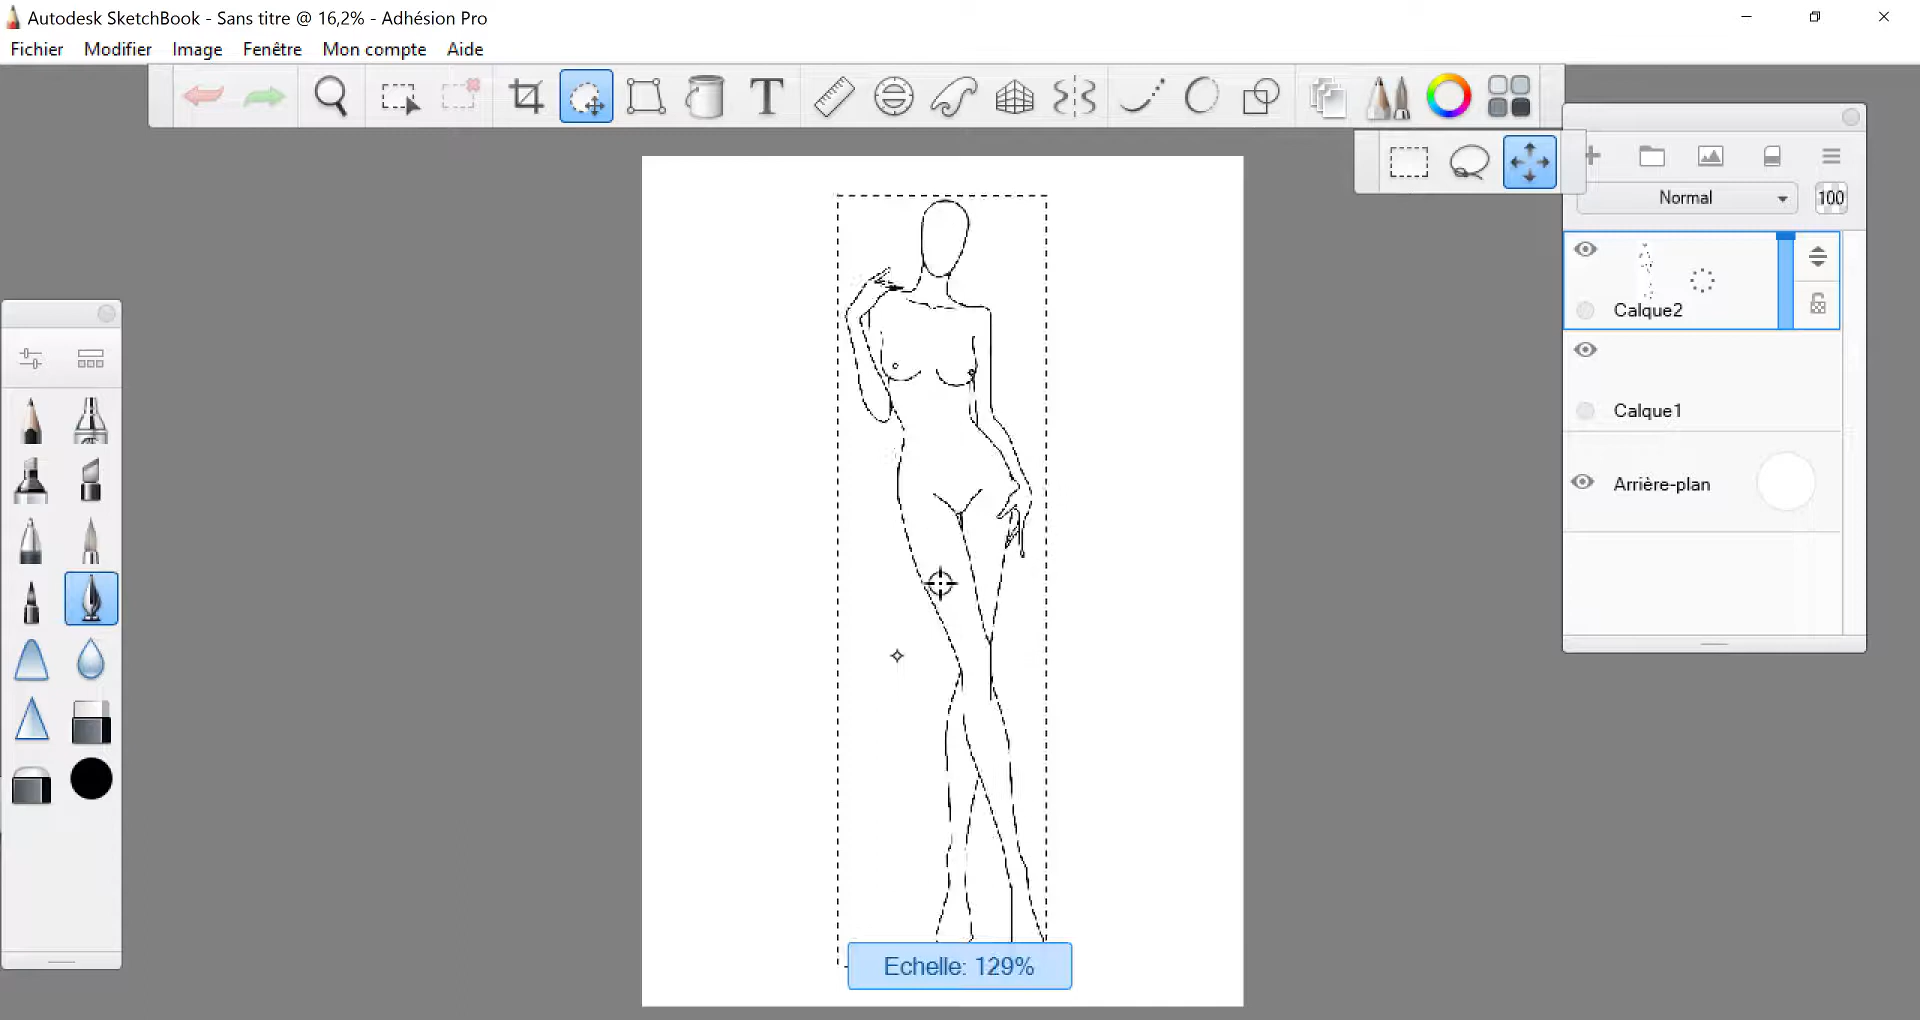 Autodesk SketchBook - Sans titre @ 16,2% - Adhésion Pro
Fichier Modifier Image Fenêtre Mon compte Aide
T
Normal 100
Calque2
Calque1
Arrière-plan
Echelle: 129%